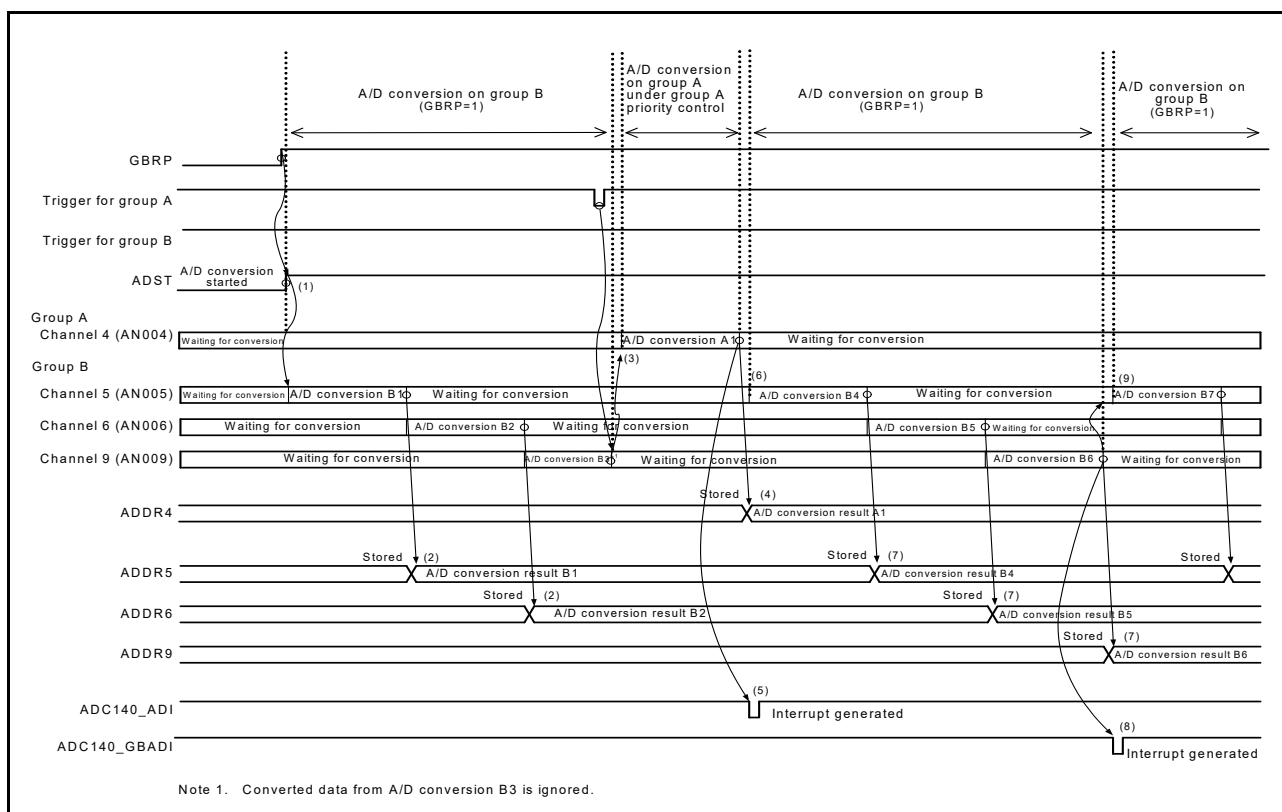 A/D conversion on group B
(GBRP=1)
A/D conversion
on group A
under group A
priority control
A/D conversion on group B
(GBRP=1)
A/D conversion on
group B
(GBRP=1)
GBRP
Trigger for group A
Trigger for group B
ADST
A/D conversion
started
(1)
Group A
Channel 4 (AN004)
Waiting for conversion
A/D conversion A1
Waiting for conversion
(3)
Group B
(6)
(9)
Channel 5 (AN005)
Waiting for conversion
A/D conversion B1
Waiting for conversion
A/D conversion B4
Waiting for conversion
A/D conversion B7
Channel 6 (AN006)
Waiting for conversion
A/D conversion B2
Waiting for conversion
A/D conversion B5
Waiting for conversion
Channel 9 (AN009)
Waiting for conversion
A/D conversion B3*1
Waiting for conversion
A/D conversion B6
Waiting for conversion
Stored (4)
ADDR4
A/D conversion result A1
Stored (2)
Stored (7)
Stored
ADDR5
A/D conversion result B1
A/D conversion result B4
Stored (2)
Stored (7)
ADDR6
A/D conversion result B2
A/D conversion result B5
Stored (7)
ADDR9
A/D conversion result B6
(5)
ADC140_ADI
Interrupt generated
(8)
ADC140_GBADI
Interrupt generated
Note 1. Converted data from A/D conversion B3 is ignored.